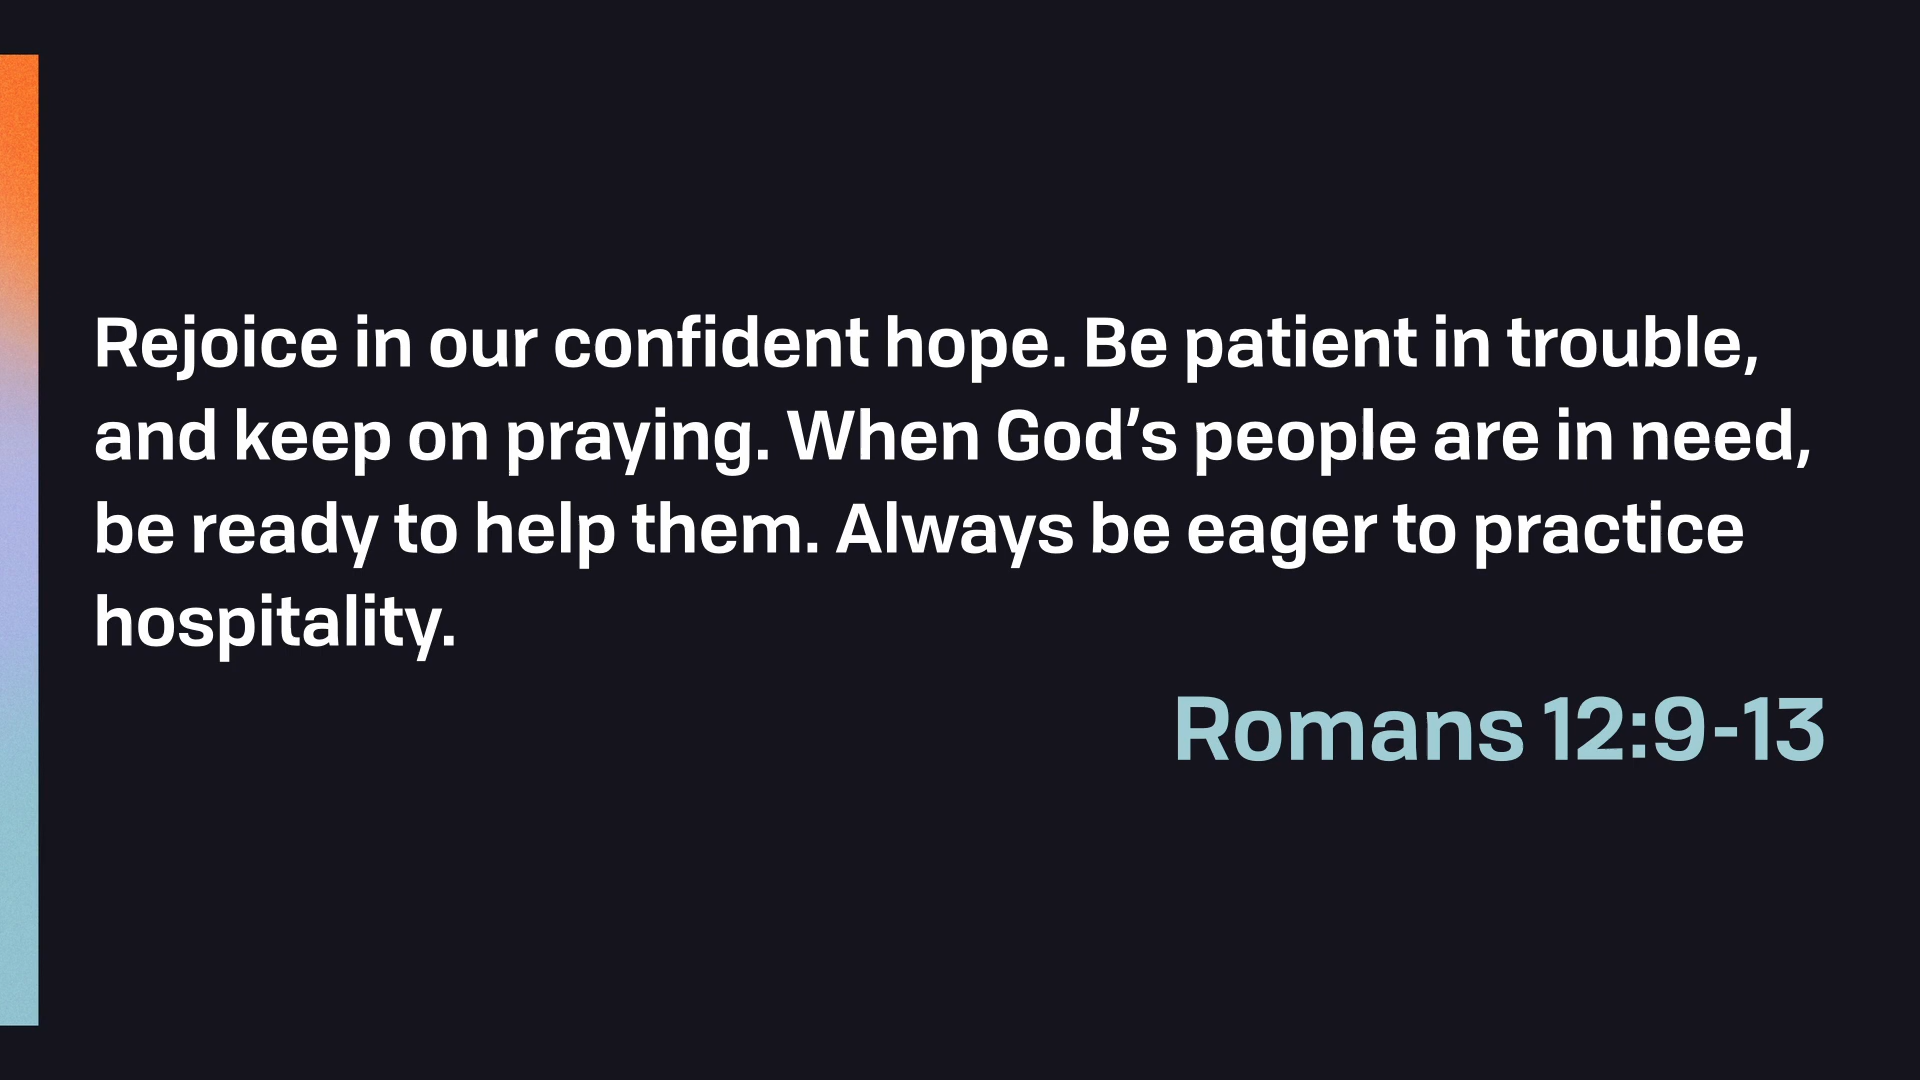 Rejoice in our confident hope. Be patient in trouble,
and keep on praying. When God’s people are in need,
be ready to help them. Always be eager to practice
hospitality.
Romans 12:9-13